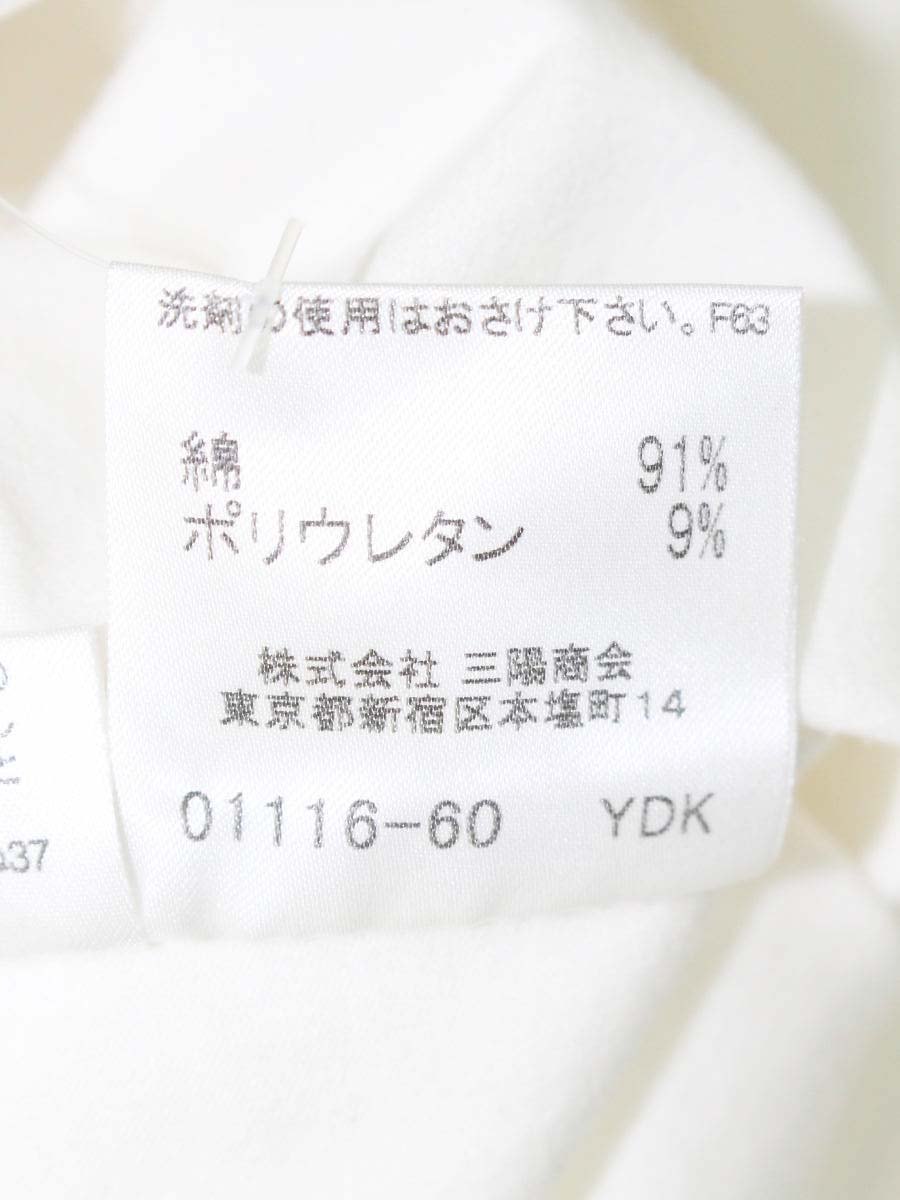 洗剤の使用はおさけ下さい。F63
綿 91%
ポリウレタン 9%
株式会社 三陽商会
東京都新宿区本塩町14
01116-60 YDK
37